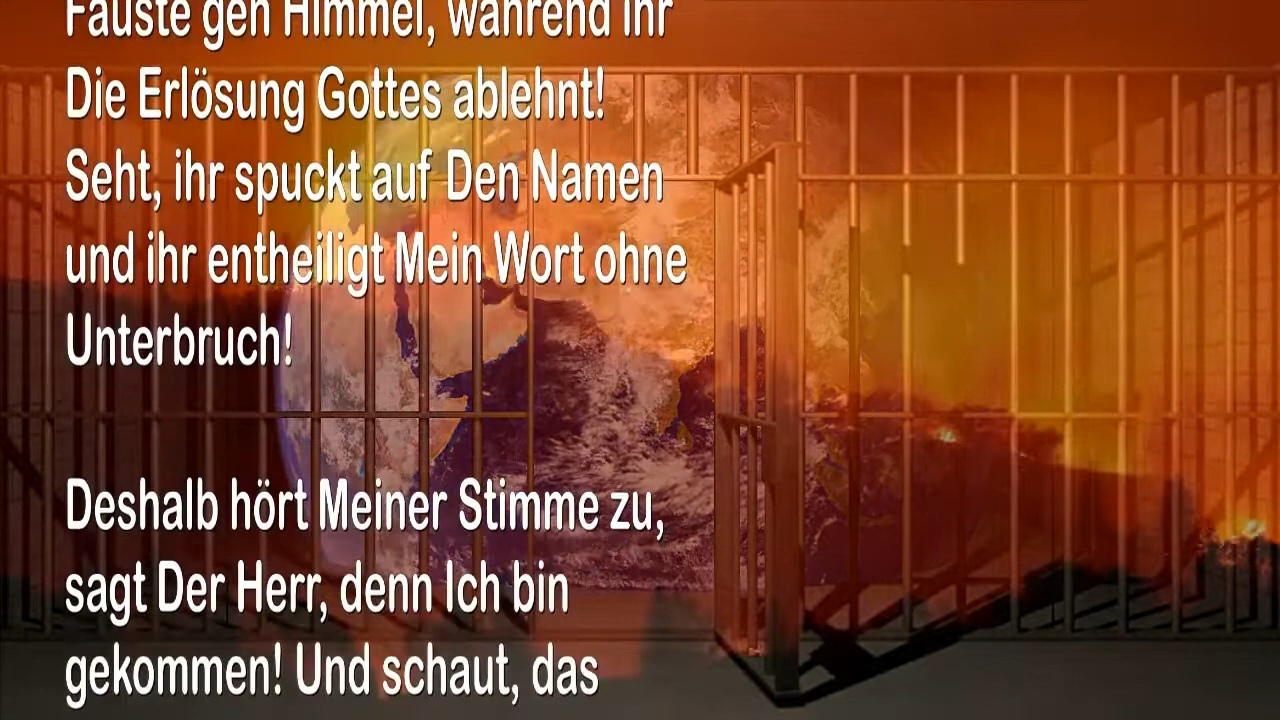 Fäuste gen Himmel, während ihr
Die Erlösung Gottes ablehnt!
Seht, ihr spuckt auf Den Namen
und ihr entheiligt Mein Wort ohne
Unterbruch!
Deshalb hört Meiner Stimme zu,
sagt Der Herr, denn Ich bin
gekommen! Und schaut, das